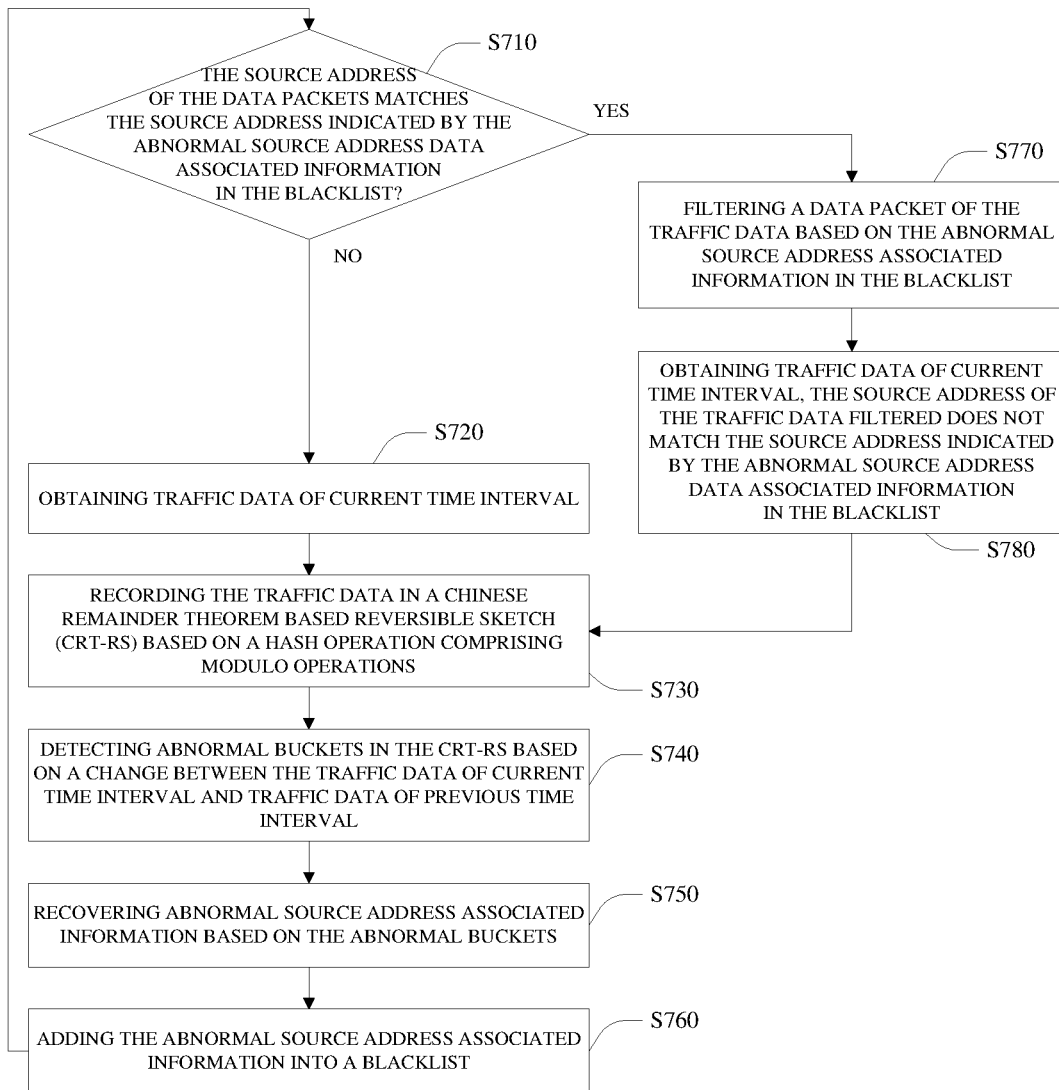 S710
THE SOURCE ADDRESS
OF THE DATA PACKETS MATCHES
THE SOURCE ADDRESS INDICATED BY THE
ABNORMAL SOURCE ADDRESS DATA
ASSOCIATED INFORMATION
IN THE BLACKLIST?
YES
NO
S770
FILTERING A DATA PACKET OF THE
TRAFFIC DATA BASED ON THE ABNORMAL
SOURCE ADDRESS ASSOCIATED
INFORMATION IN THE BLACKLIST
OBTAINING TRAFFIC DATA OF CURRENT
TIME INTERVAL, THE SOURCE ADDRESS OF
THE TRAFFIC DATA FILTERED DOES NOT
MATCH THE SOURCE ADDRESS INDICATED
BY THE ABNORMAL SOURCE ADDRESS
DATA ASSOCIATED INFORMATION
IN THE BLACKLIST
S780
S720
OBTAINING TRAFFIC DATA OF CURRENT TIME INTERVAL
RECORDING THE TRAFFIC DATA IN A CHINESE
REMAINDER THEOREM BASED REVERSIBLE SKETCH
(CRT-RS) BASED ON A HASH OPERATION COMPRISING
MODULO OPERATIONS
S730
DETECTING ABNORMAL BUCKETS IN THE CRT-RS BASED
ON A CHANGE BETWEEN THE TRAFFIC DATA OF CURRENT
TIME INTERVAL AND TRAFFIC DATA OF PREVIOUS TIME
INTERVAL
S740
RECOVERING ABNORMAL SOURCE ADDRESS ASSOCIATED
INFORMATION BASED ON THE ABNORMAL BUCKETS
S750
ADDING THE ABNORMAL SOURCE ADDRESS ASSOCIATED
INFORMATION INTO A BLACKLIST
S760